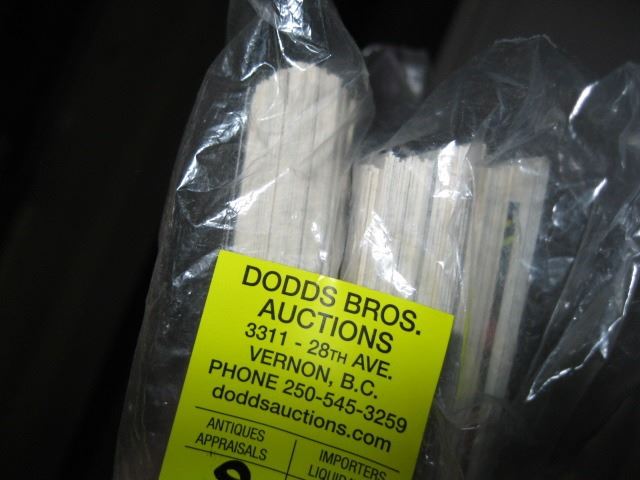 DODDS BROS.
AUCTIONS
3311 - 28TH AVE.
VERNON, B.C.
PHONE 250-545-3259
doddsauctions.com
ANTIQUES IMPORTERS
APPRAISALS